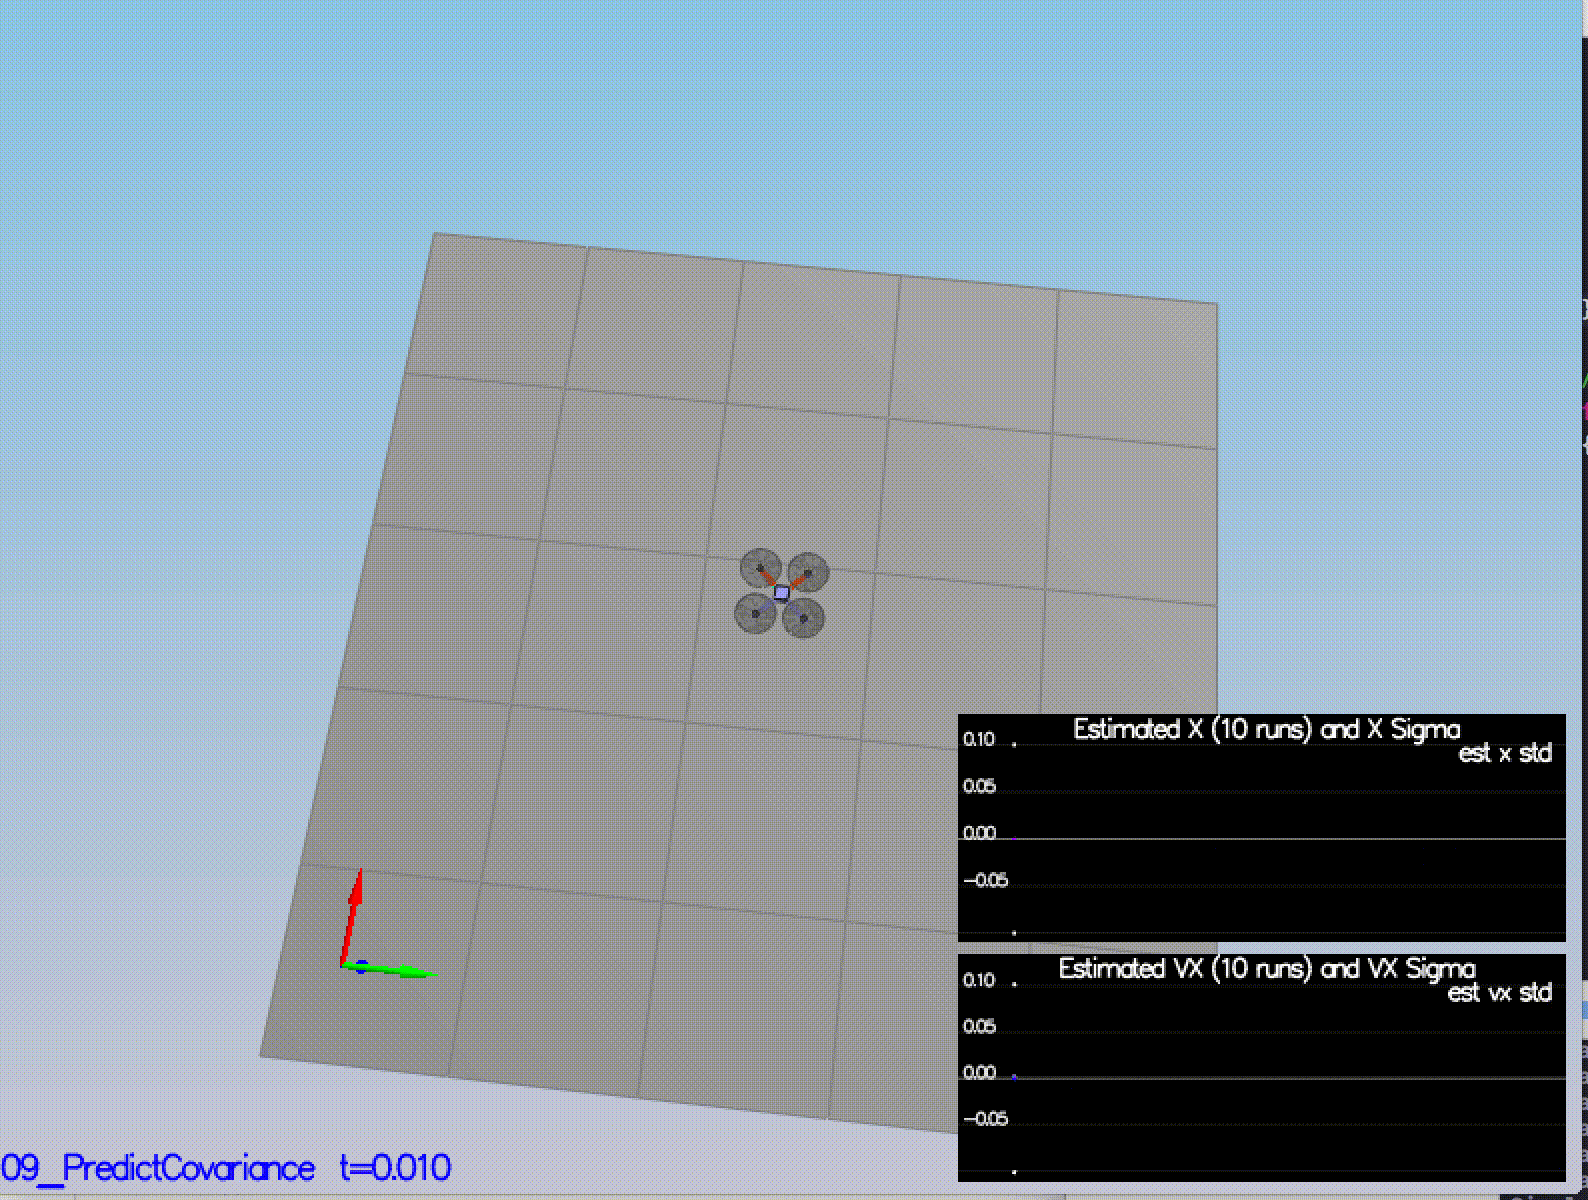 Estimated X (10 runs) and X Sigma
est x std
0.10
0.05
0.00
−0.05
Estimated VX (10 runs) and VX Sigma
est vx std
0.10
0.05
0.00
−0.05
09_PredictCovariance t=0.010